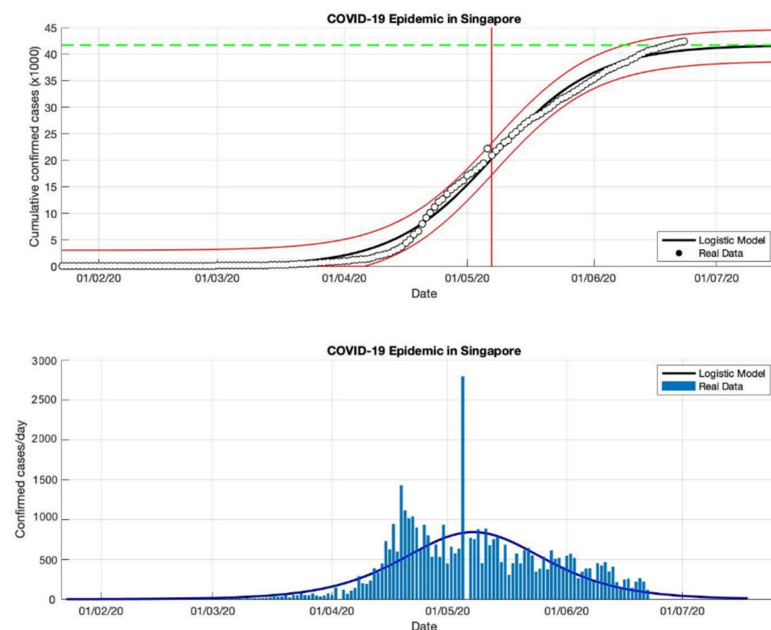 COVID-19 Epidemic in Singapore
Cumulative confirmed cases (x1000)
45
40
35
30
25
20
15
10
5
0
01/02/20 01/03/20 01/04/20 01/05/20 01/06/20 01/07/20
Date
Logistic Model
Real Data
COVID-19 Epidemic in Singapore
Confirmed cases/day
3000
2500
2000
1500
1000
500
0
01/02/20 01/03/20 01/04/20 01/05/20 01/06/20 01/07/20
Date
Logistic Model
Real Data